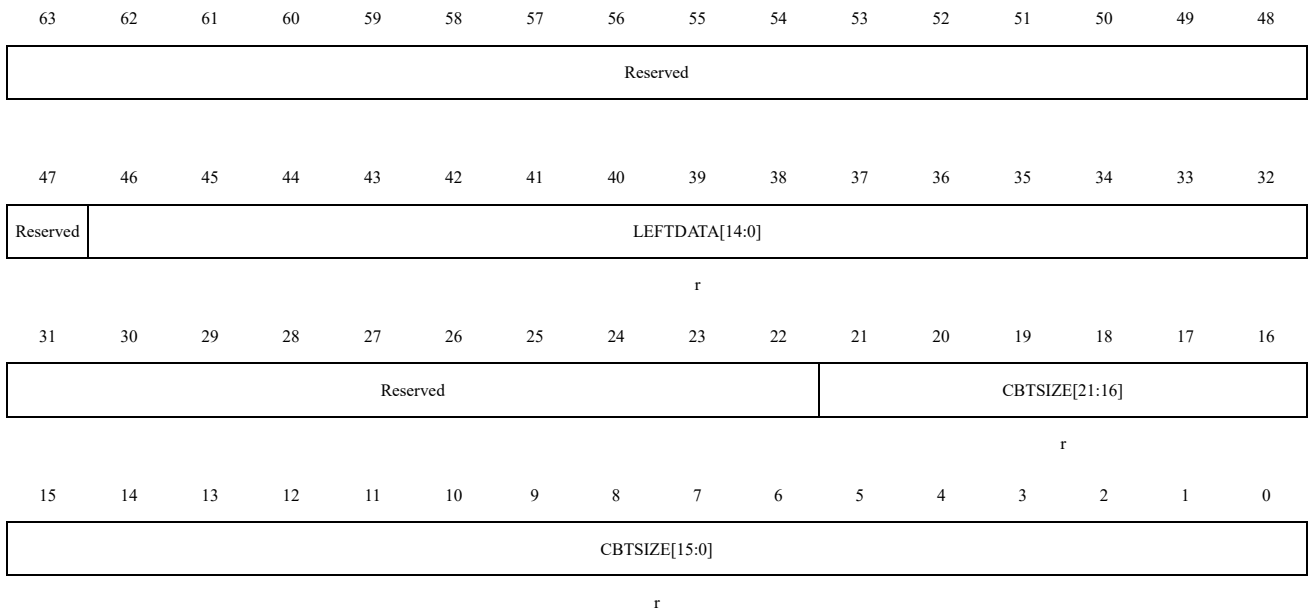 63 62 61 60 59 58 57 56 55 54 53 52 51 50 49 48
Reserved
47 46 45 44 43 42 41 40 39 38 37 36 35 34 33 32
Reserved LEFTDATA[14:0]
r
31 30 29 28 27 26 25 24 23 22 21 20 19 18 17 16
Reserved CBTSIZE[21:16]
r
15 14 13 12 11 10 9 8 7 6 5 4 3 2 1 0
CBTSIZE[15:0]
r